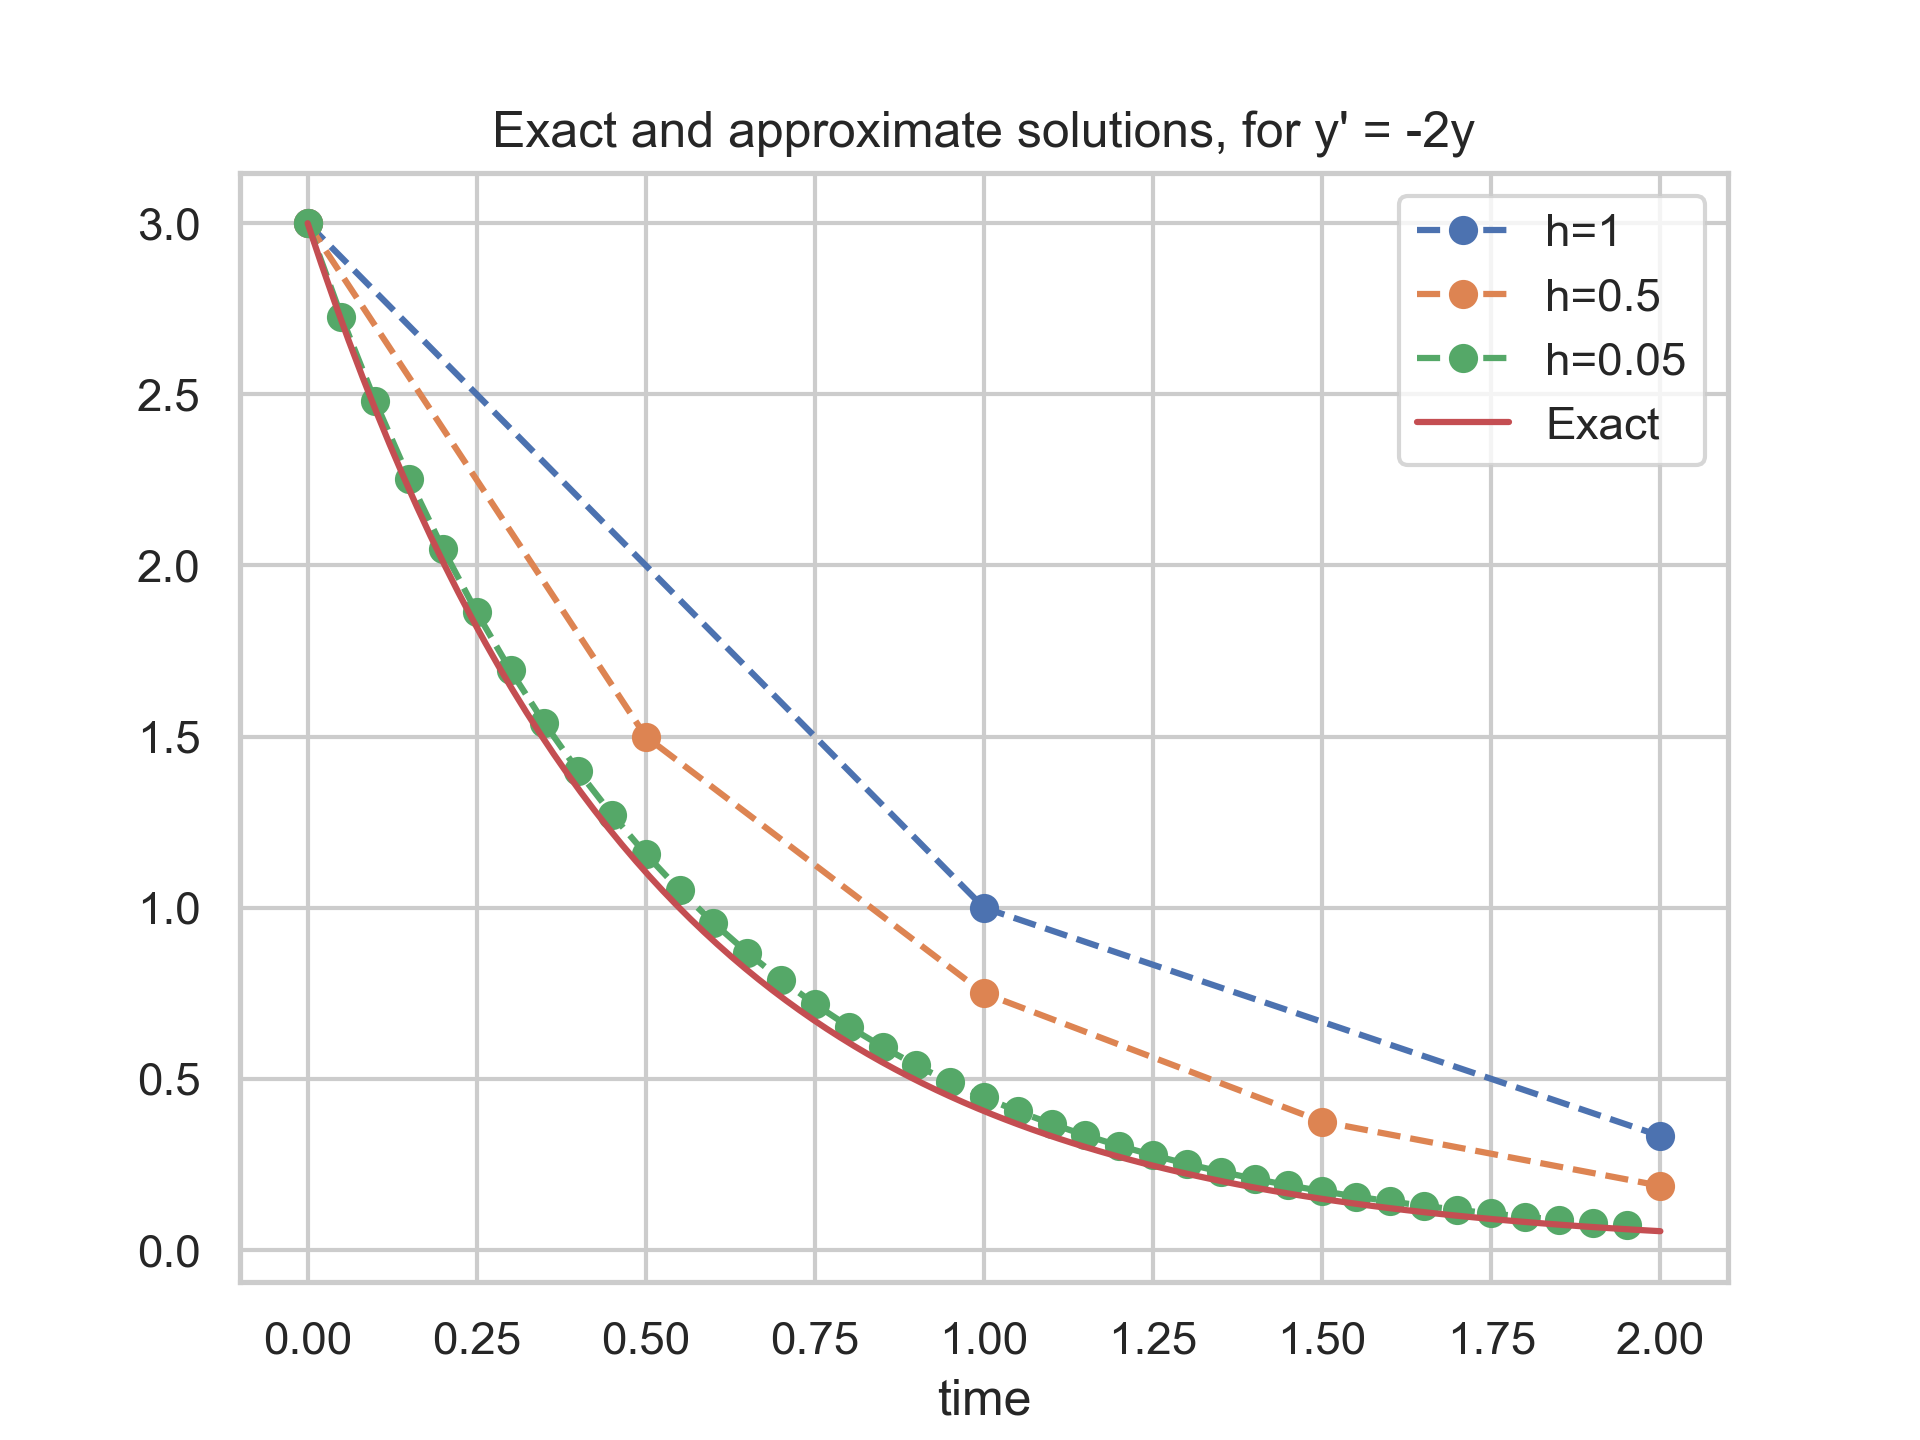 Exact and approximate solutions, for y' = -2y
h=1
h=0.5
h=0.05
Exact
3.0
2.5
2.0
1.5
1.0
0.5
0.0
0.00 0.25 0.50 0.75 1.00 1.25 1.50 1.75 2.00
time